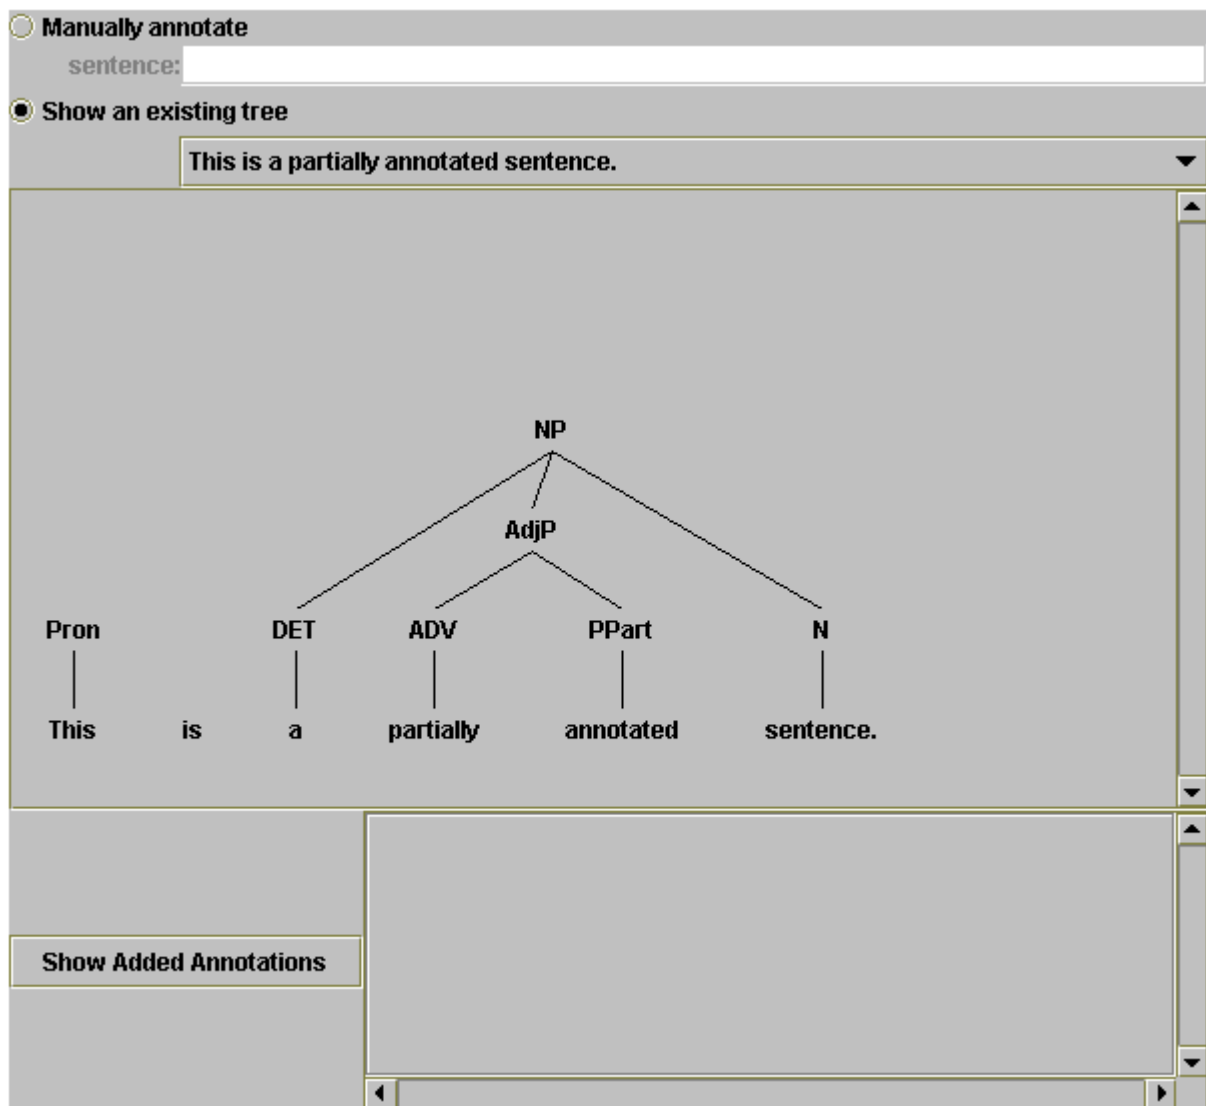 Manually annotate
sentence:
Show an existing tree
This is a partially annotated sentence.
NP
AdjP
Pron DET ADV PPart N
This is a partially annotated sentence.
Show Added Annotations